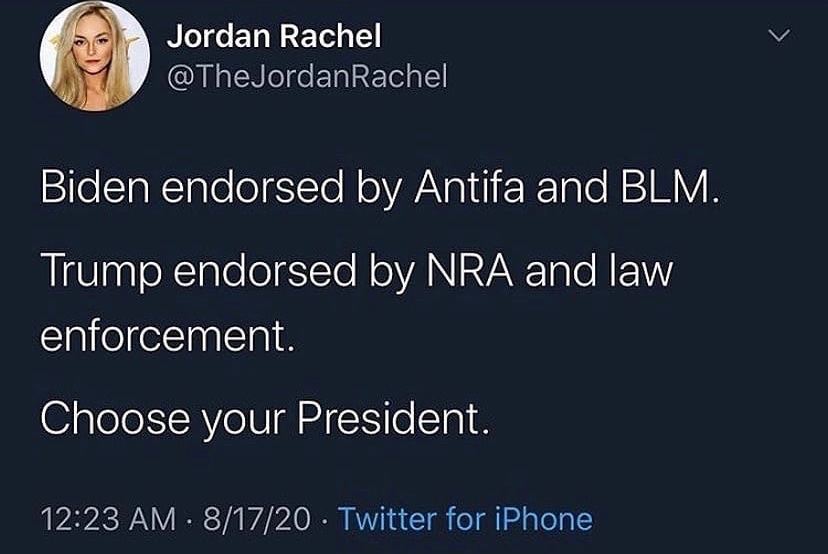 Jordan Rachel
@TheJordanRachel
Biden endorsed by Antifa and BLM.
Trump endorsed by NRA and law
enforcement.
Choose your President.
12:23 AM · 8/17/20 · Twitter for iPhone